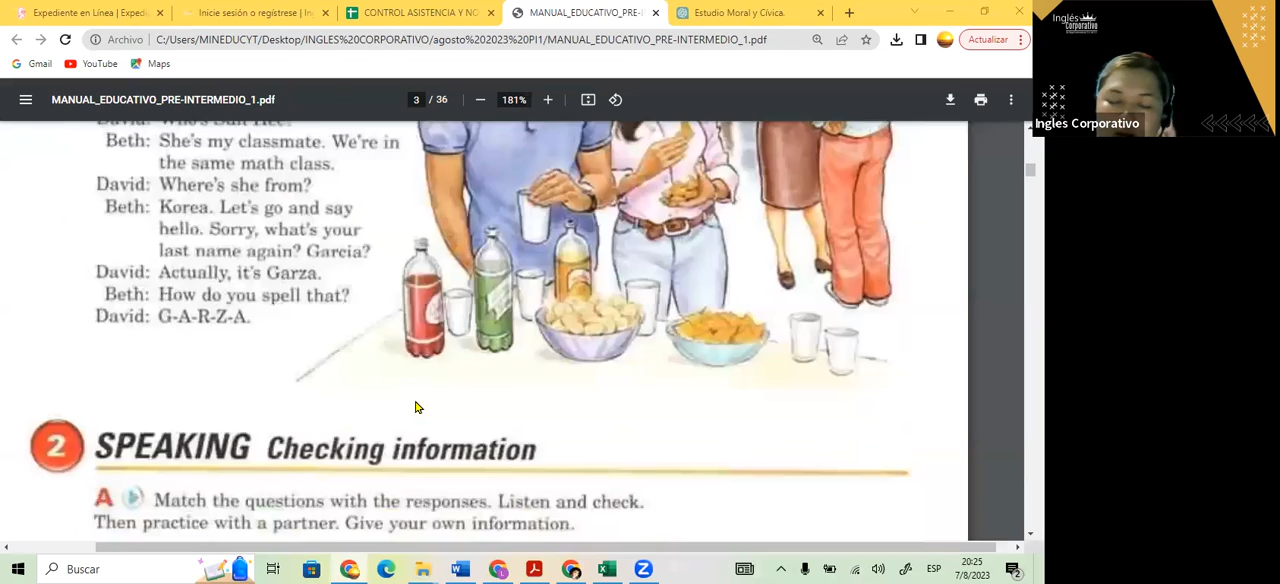 Expediente en Línea | Expedi
Inicie sesión o regístrese | In
CONTROL ASISTENCIA Y NO
MANUAL_EDUCATIVO_PRE-I
Estudio Moral y Cívica.
Archivo
C:/Users/MINEDUCYT/Desktop/INGLES%20CORPORATIVO/agosto%202023%20PI1/MANUAL_EDUCATIVO_PRE-INTERMEDIO_1.pdf
Actualizar
Gmail
YouTube
Maps
MANUAL_EDUCATIVO_PRE-INTERMEDIO_1.pdf
3 / 36
181%
Inglés
Corporativo
Ingles Corporativo
Beth: She's my classmate. We're in
the same math class.
David: Where's she from?
Beth: Korea. Let's go and say
hello. Sorry, what's your
last name again? Garcia?
David: Actually, it's Garza.
Beth: How do you spell that?
David: G-A-R-Z-A.
2 SPEAKING Checking information
A Match the questions with the responses. Listen and check.
Then practice with a partner. Give your own information.
Buscar
ESP
20:25
7/8/2023
2